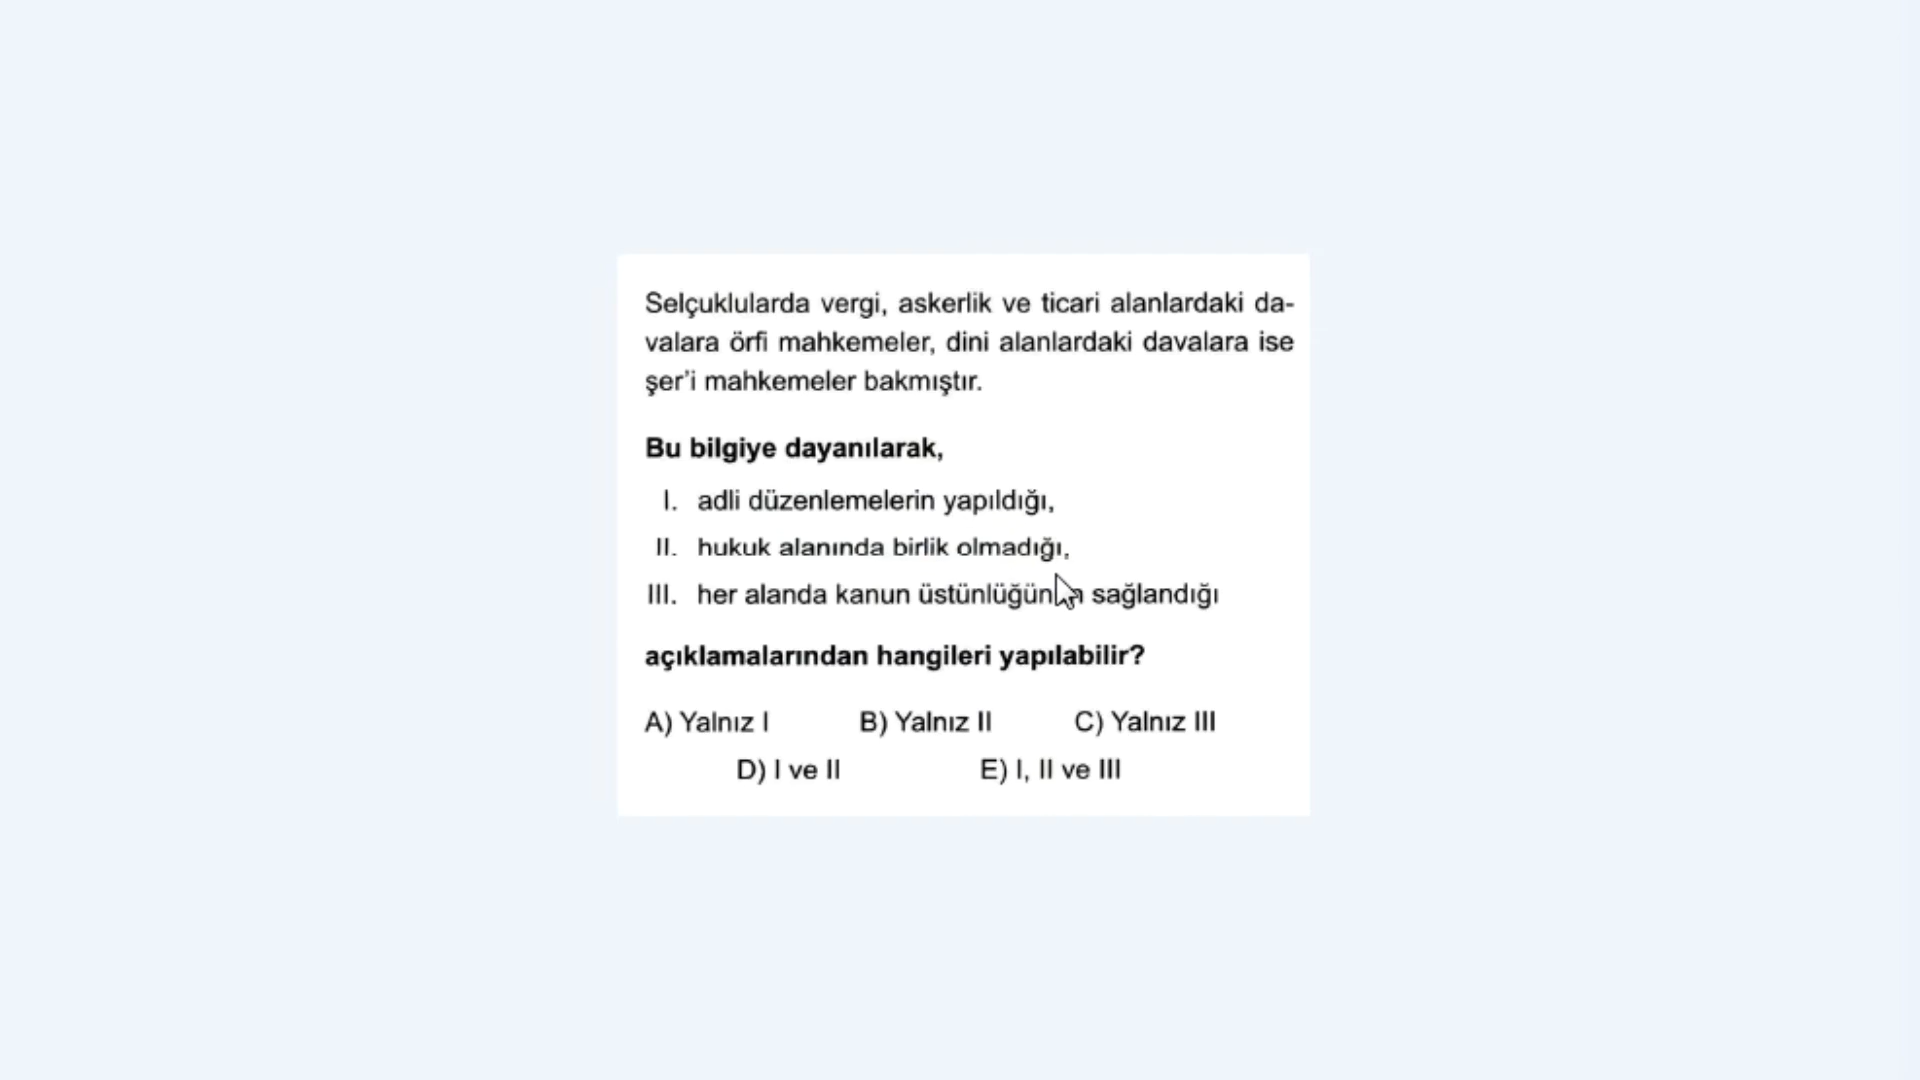 Selçuklularda vergi, askerlik ve ticari alanlardaki da-
valara örfi mahkemeler, dini alanlardaki davalara ise
şer'i mahkemeler bakmıştır.
Bu bilgiye dayanılarak,
I. adli düzenlemelerin yapıldığı,
II. hukuk alanında birlik olmadığı,
III. her alanda kanun sağlandığı
açıklamalarından hangileri yapılabilir?
A) Yalnız I B) Yalnız II C) Yalnız III
D) I ve II E) I, II ve III